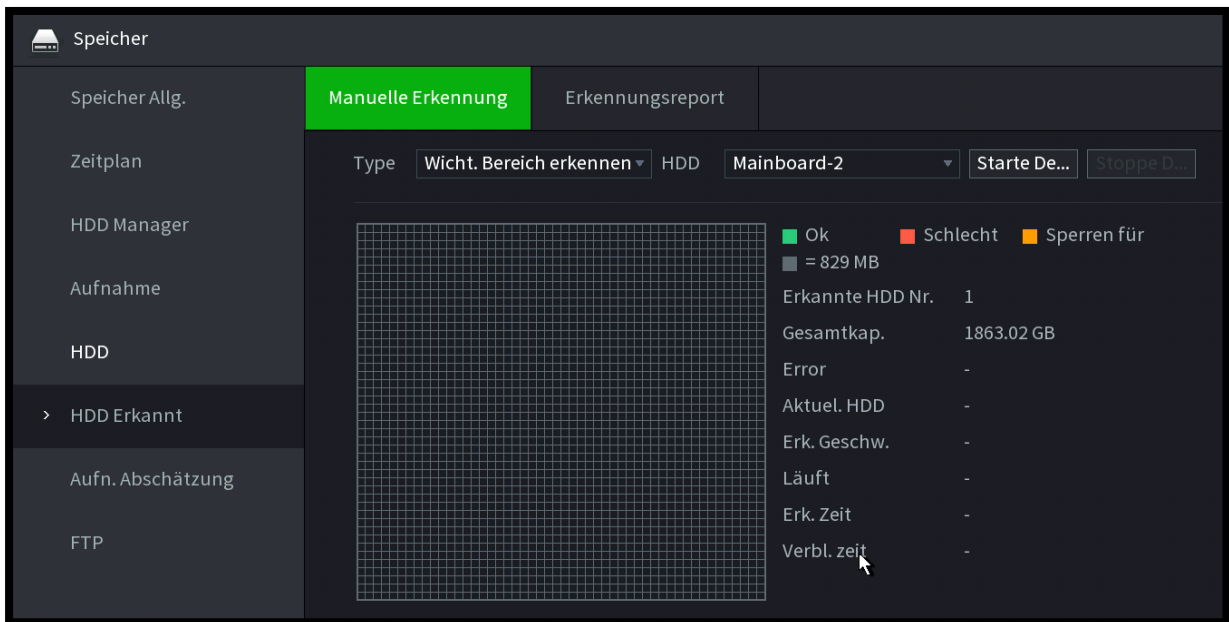 Speicher
Speicher Allg.
Zeitplan
HDD Manager
Aufnahme
HDD
> HDD Erkannt
Aufn. Abschätzung
FTP
Manuelle Erkennung Erkennungsreport
Type Wicht. Bereich erkennen HDD Mainboard-2 Starte De... Stoppe D...
Ok Schlecht Sperren für
= 829 MB
Erkannte HDD Nr. 1
Gesamtkap. 1863.02 GB
Error -
Aktuel. HDD -
Erk. Geschw. -
Läuft -
Erk. Zeit -
Verbl. zeit -